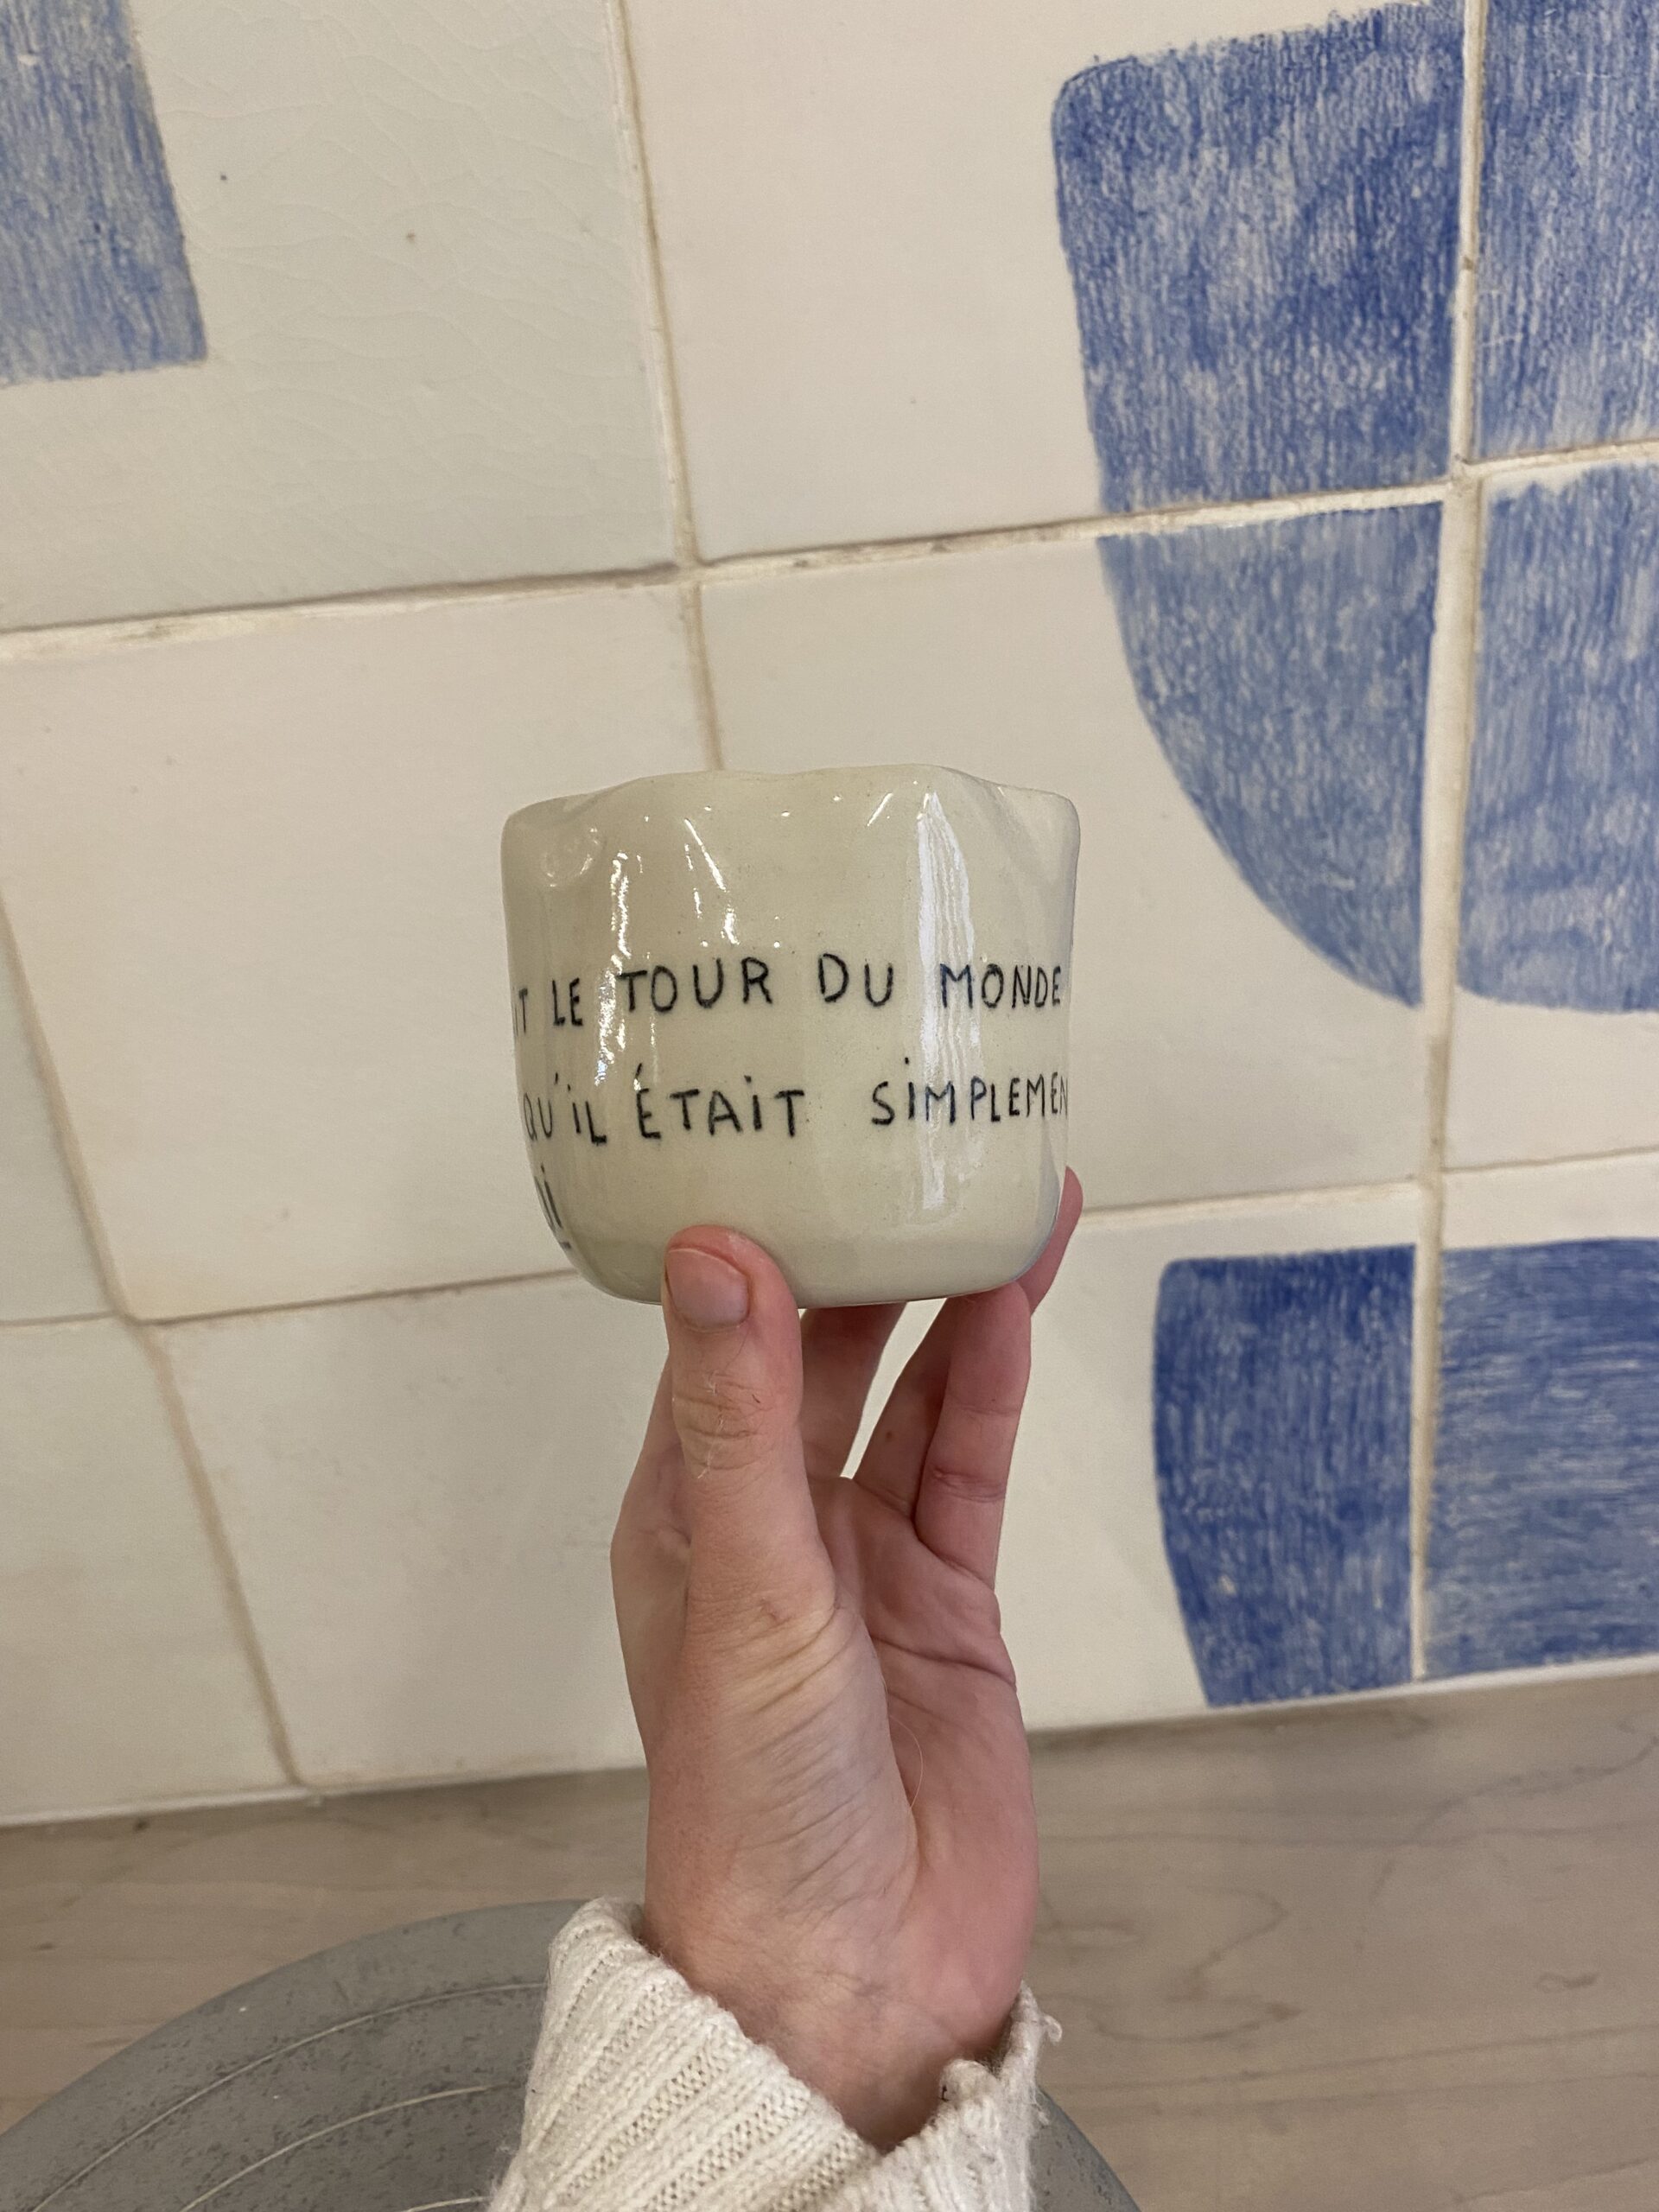 LE TOUR DU MONDE
QU'iL ÉTAiT SiMPLEMEN